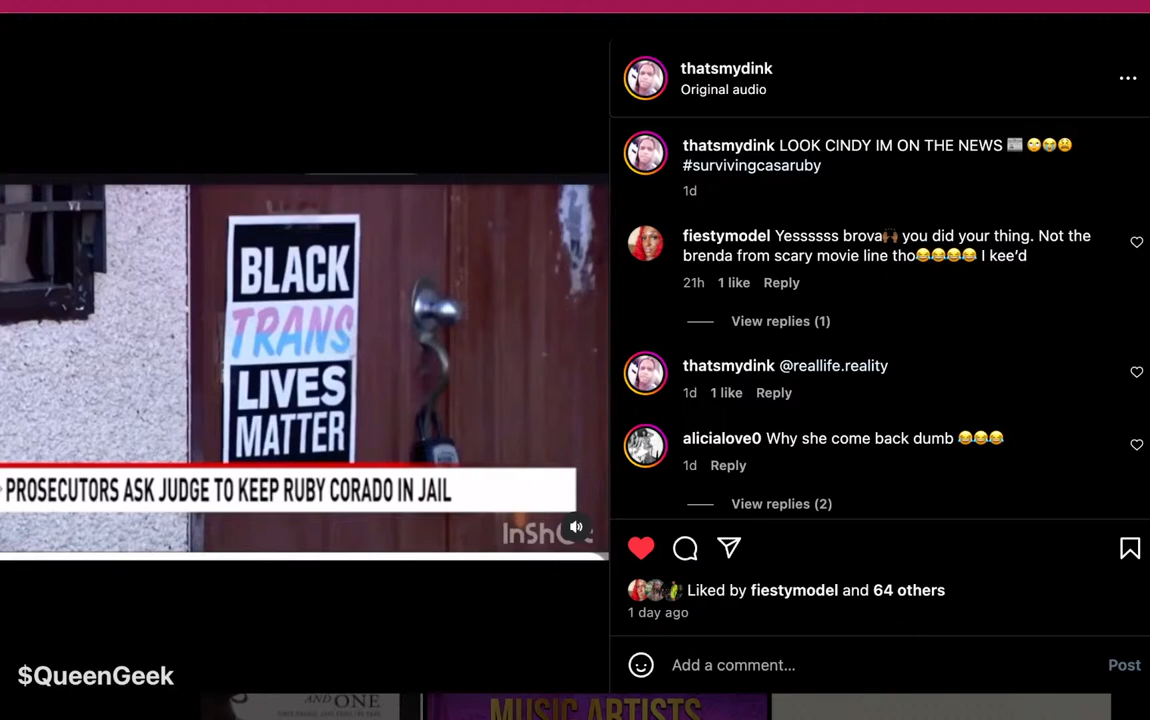 BLACK
TRANS
LIVES
MATTER
PROSECUTORS ASK JUDGE TO KEEP RUBY CORADO IN JAIL
$QueenGeek
thatsmydink
Original audio
thatsmydink LOOK CINDY IM ON THE NEWS 📰 🙄😭😩
#survivingcasaruby
1d
fiestymodel Yessssss brova🙌🏾 you did your thing. Not the
brenda from scary movie line tho😂😂😂😂 I kee’d
21h 1 like Reply
View replies (1)
thatsmydink @reallife.reality
1d 1 like Reply
alicialove0 Why she come back dumb 😂😂😂
1d Reply
View replies (2)
Liked by fiestymodel and 64 others
1 day ago
Add a comment... Post
AND ONE
MUSIC ARTISTS